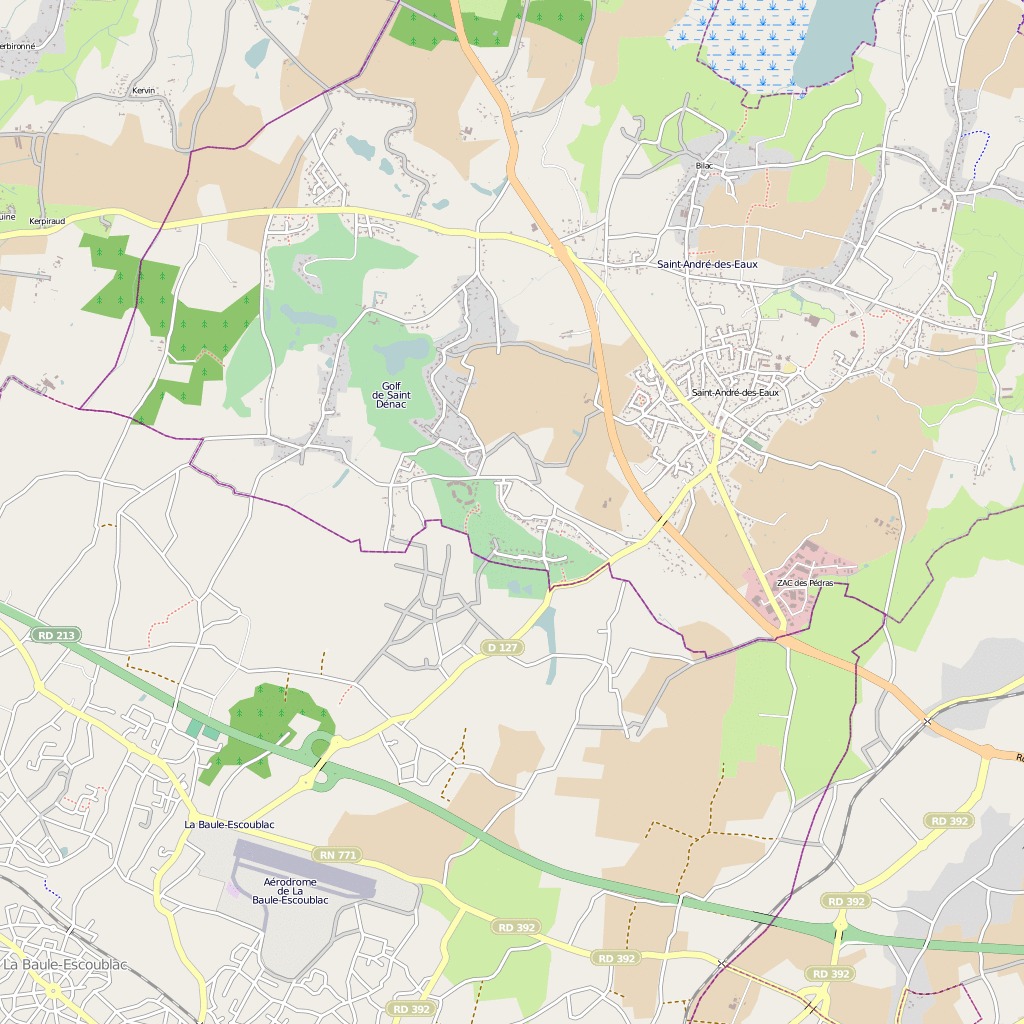 erbironné
Kervin
Bilac
uine
Kerpiraud
Saint-André-des-Eaux
Golf
de Saint
Dénac
Saint-André-des-Eaux
ZAC des Pédras
RD 213
D 127
RD 392
La Baule-Escoublac
RN 771
Aérodrome
de La
Baule-Escoublac
RD 392
RD 392
RD 392
La Baule-Escoublac
RD 392
RD 392